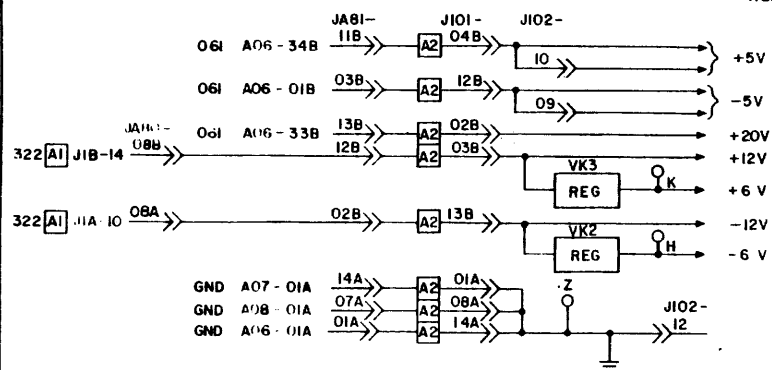 JA81- J101- J102-
061 A06-34B 11B A2 04B
10 +5V
061 A06-01B 03B A2 12B
09 -5V
061 A06-33B 13B A2 02B +20V
JA80-
322 A1 J1B-14 08B 12B A2 03B +12V
VK3
REG K +6 V
322 A1 J1A-10 08A 02B A2 13B -12V
VK2
REG H -6 V
GND A07-01A 14A A2 01A
Z
GND A08-01A 07A A2 08A J102-
GND A06-01A 01A A2 14A 12